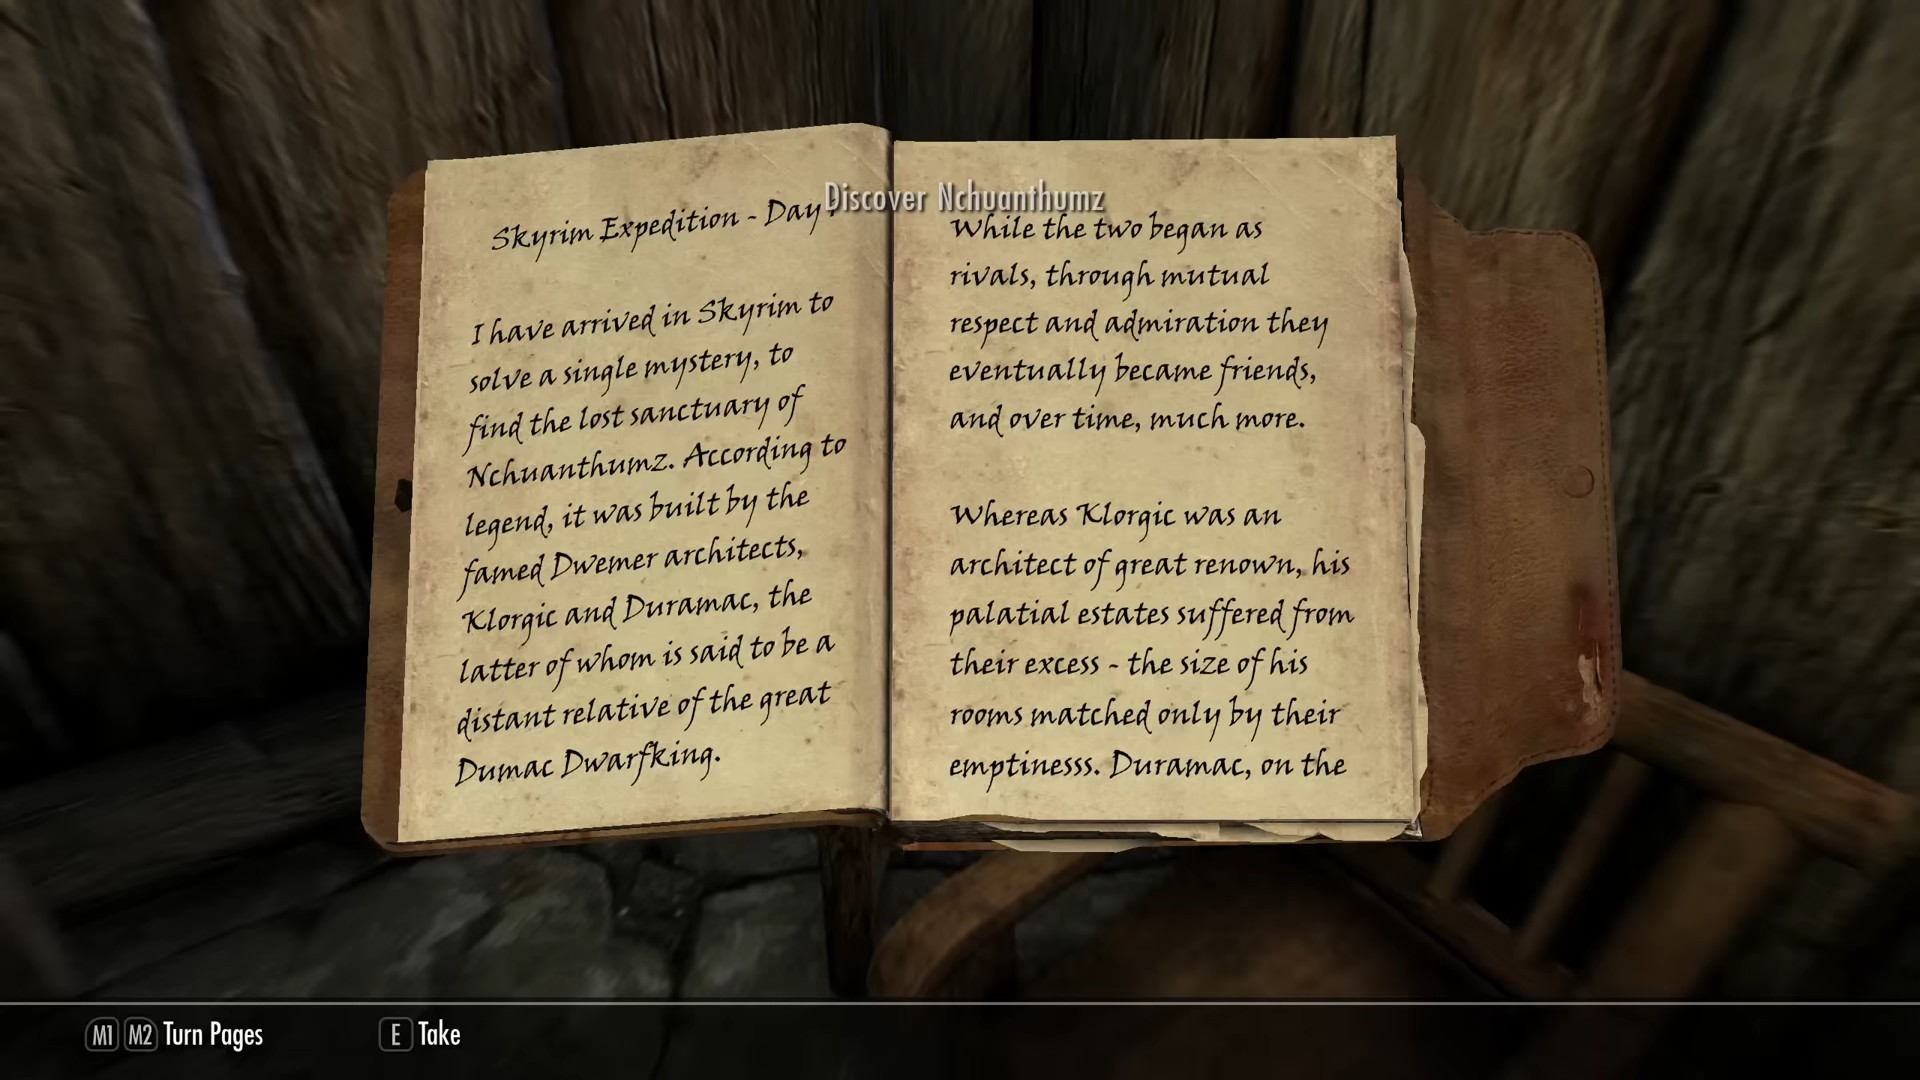 Discover Nchuanthumz
Skyrim Expedition - Day
I have arrived in Skyrim to
solve a single mystery, to
find the lost sanctuary of
Nchuanthumz. According to
legend, it was built by the
famed Dwemer architects,
Klorgic and Duramac, the
latter of whom is said to be a
distant relative of the great
Dumac Dwarfking.
While the two began as
rivals, through mutual
respect and admiration they
eventually became friends,
and over time, much more.
Whereas Klorgic was an
architect of great renown, his
palatial estates suffered from
their excess - the size of his
rooms matched only by their
emptinesss. Duramac, on the
M1 M2 Turn Pages
E Take